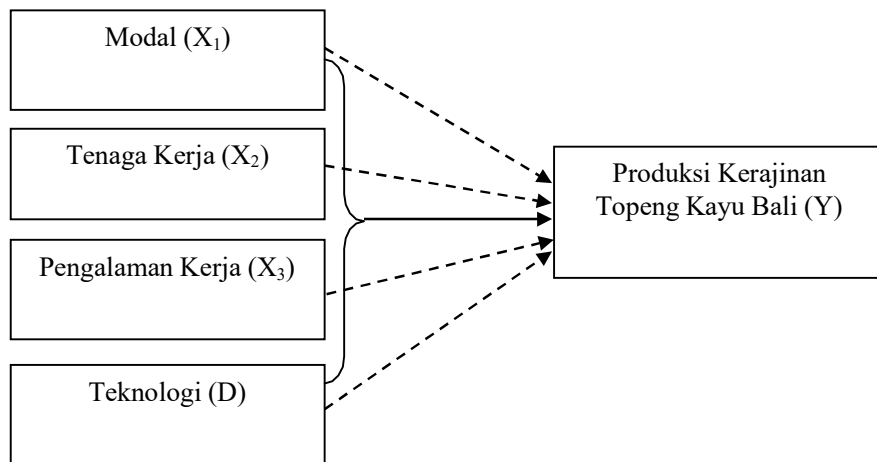 Modal (X₁)
Tenaga Kerja (X₂)
Pengalaman Kerja (X₃)
Teknologi (D)
Produksi Kerajinan
Topeng Kayu Bali (Y)